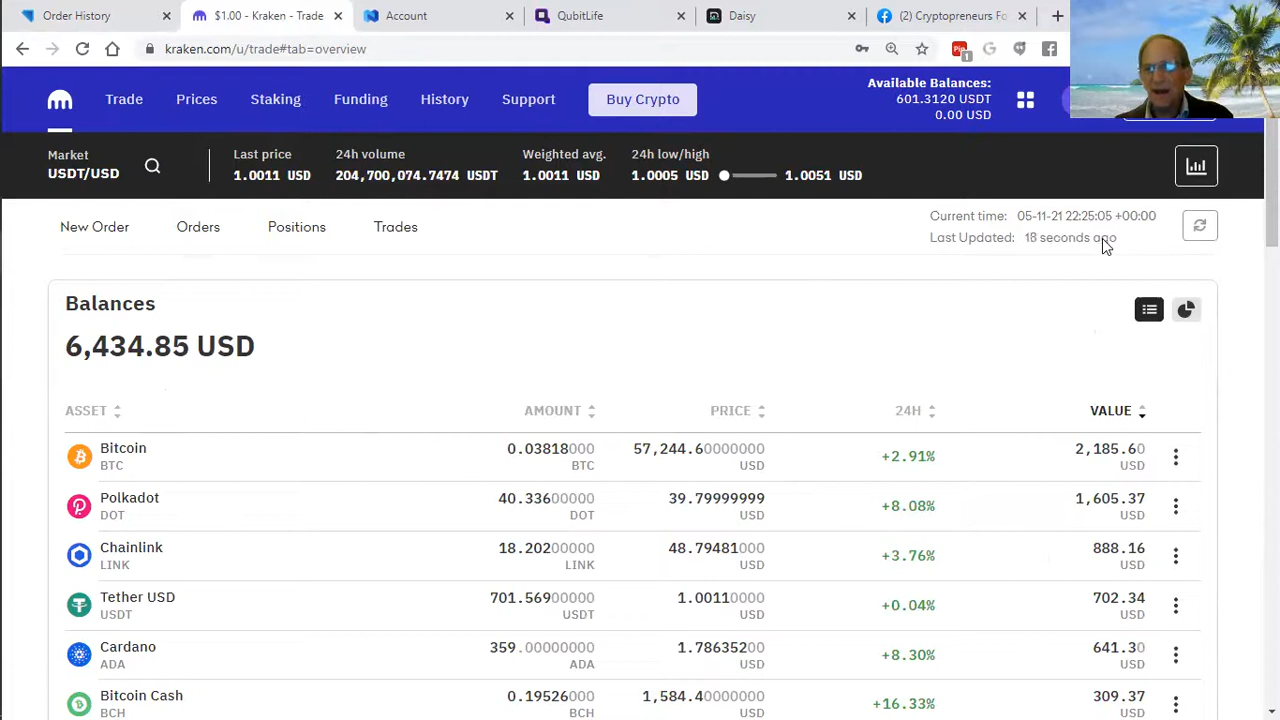 Order History
$1.00 - Kraken - Trade
Account
QubitLife
Daisy
(2) Cryptopreneurs Fo
kraken.com/u/trade#tab=overview
1
Trade
Prices
Staking
Funding
History
Support
Buy Crypto
Available Balances:
601.3120 USDT
0.00 USD
Market
USDT/USD
Last price
1.0011 USD
24h volume
204,700,074.7474 USDT
Weighted avg.
1.0011 USD
24h low/high
1.0005 USD
1.0051 USD
New Order
Orders
Positions
Trades
Current time: 05-11-21 22:25:05 +00:00
Last Updated: 18 seconds ago
Balances
6,434.85 USD
ASSET AMOUNT PRICE 24H VALUE
Bitcoin 0.03818000 57,244.60000000 +2.91% 2,185.60
BTC BTC USD USD
Polkadot 40.33600000 39.79999999 +8.08% 1,605.37
DOT DOT USD USD
Chainlink 18.20200000 48.79481000 +3.76% 888.16
LINK LINK USD USD
Tether USD 701.56900000 1.00110000 +0.04% 702.34
USDT USDT USD USD
Cardano 359.00000000 1.78635200 +8.30% 641.30
ADA ADA USD USD
Bitcoin Cash 0.19526000 1,584.40000000 +16.33% 309.37
BCH BCH USD USD